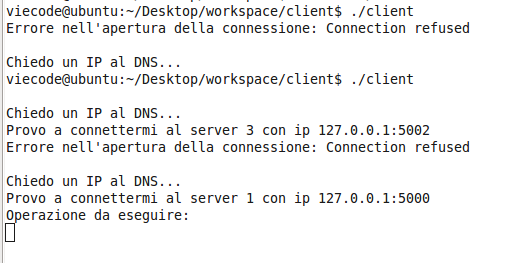 viecode@ubuntu:~/Desktop/workspace/client$ ./client
Errore nell'apertura della connessione: Connection refused
Chiedo un IP al DNS...
viecode@ubuntu:~/Desktop/workspace/client$ ./client
Chiedo un IP al DNS...
Provo a connettermi al server 3 con ip 127.0.0.1:5002
Errore nell'apertura della connessione: Connection refused
Chiedo un IP al DNS...
Provo a connettermi al server 1 con ip 127.0.0.1:5000
Operazione da eseguire: